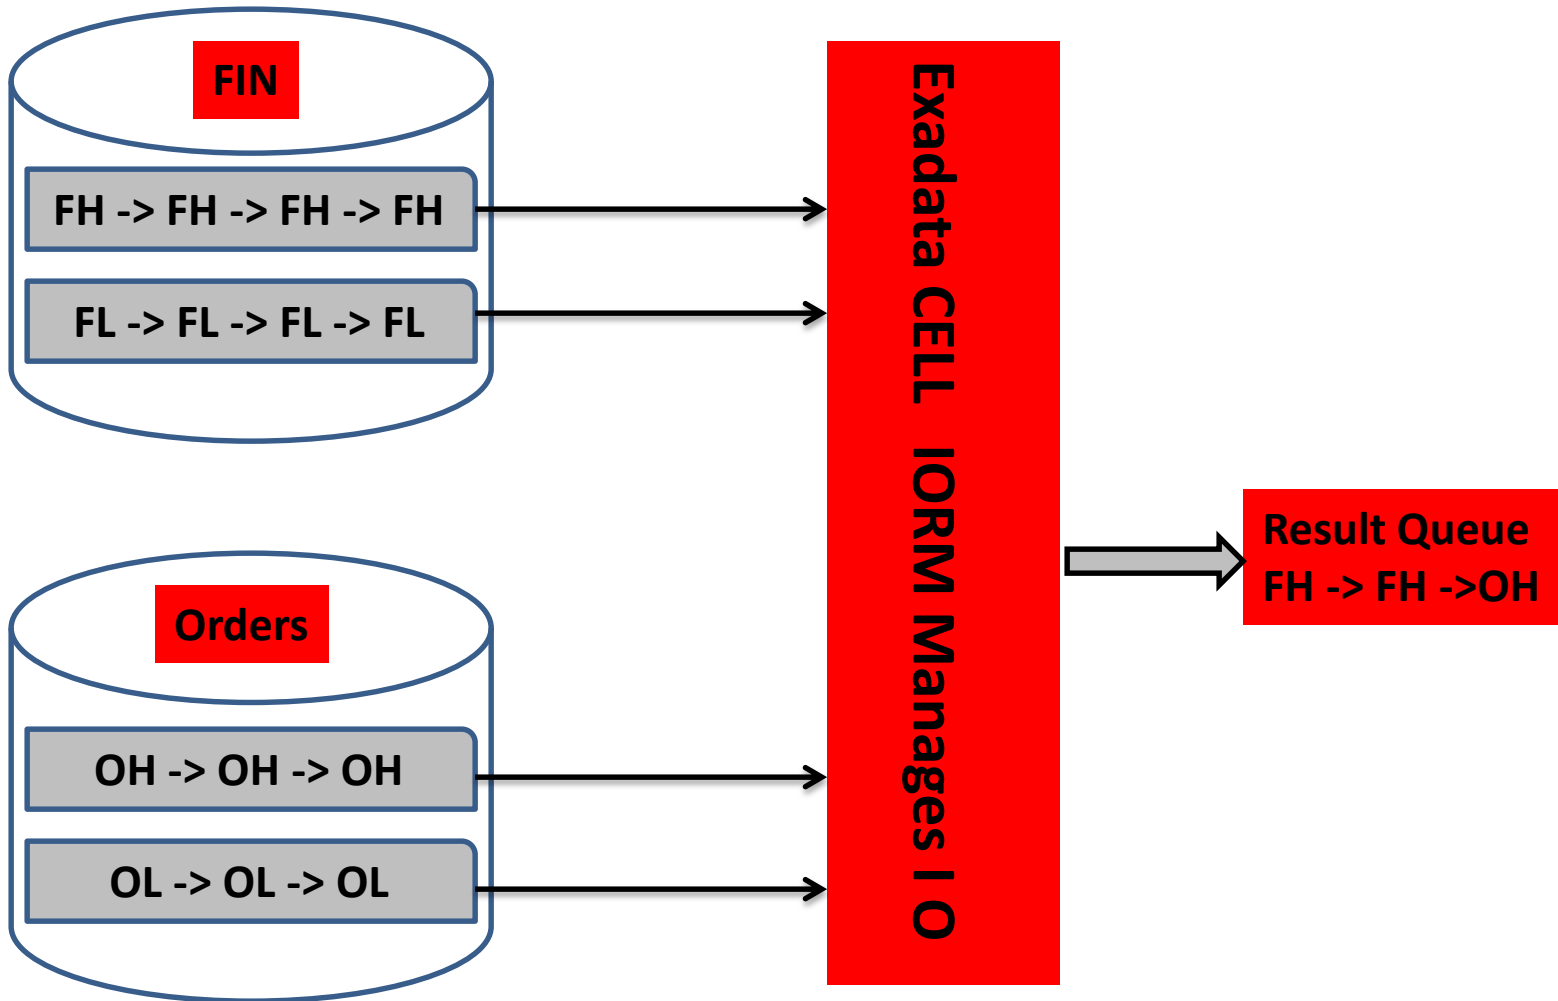 FIN
FH -> FH -> FH -> FH
FL -> FL -> FL -> FL
Orders
OH -> OH -> OH
OL -> OL -> OL
Exadata CELL IORM Manages I O
Result Queue
FH -> FH ->OH